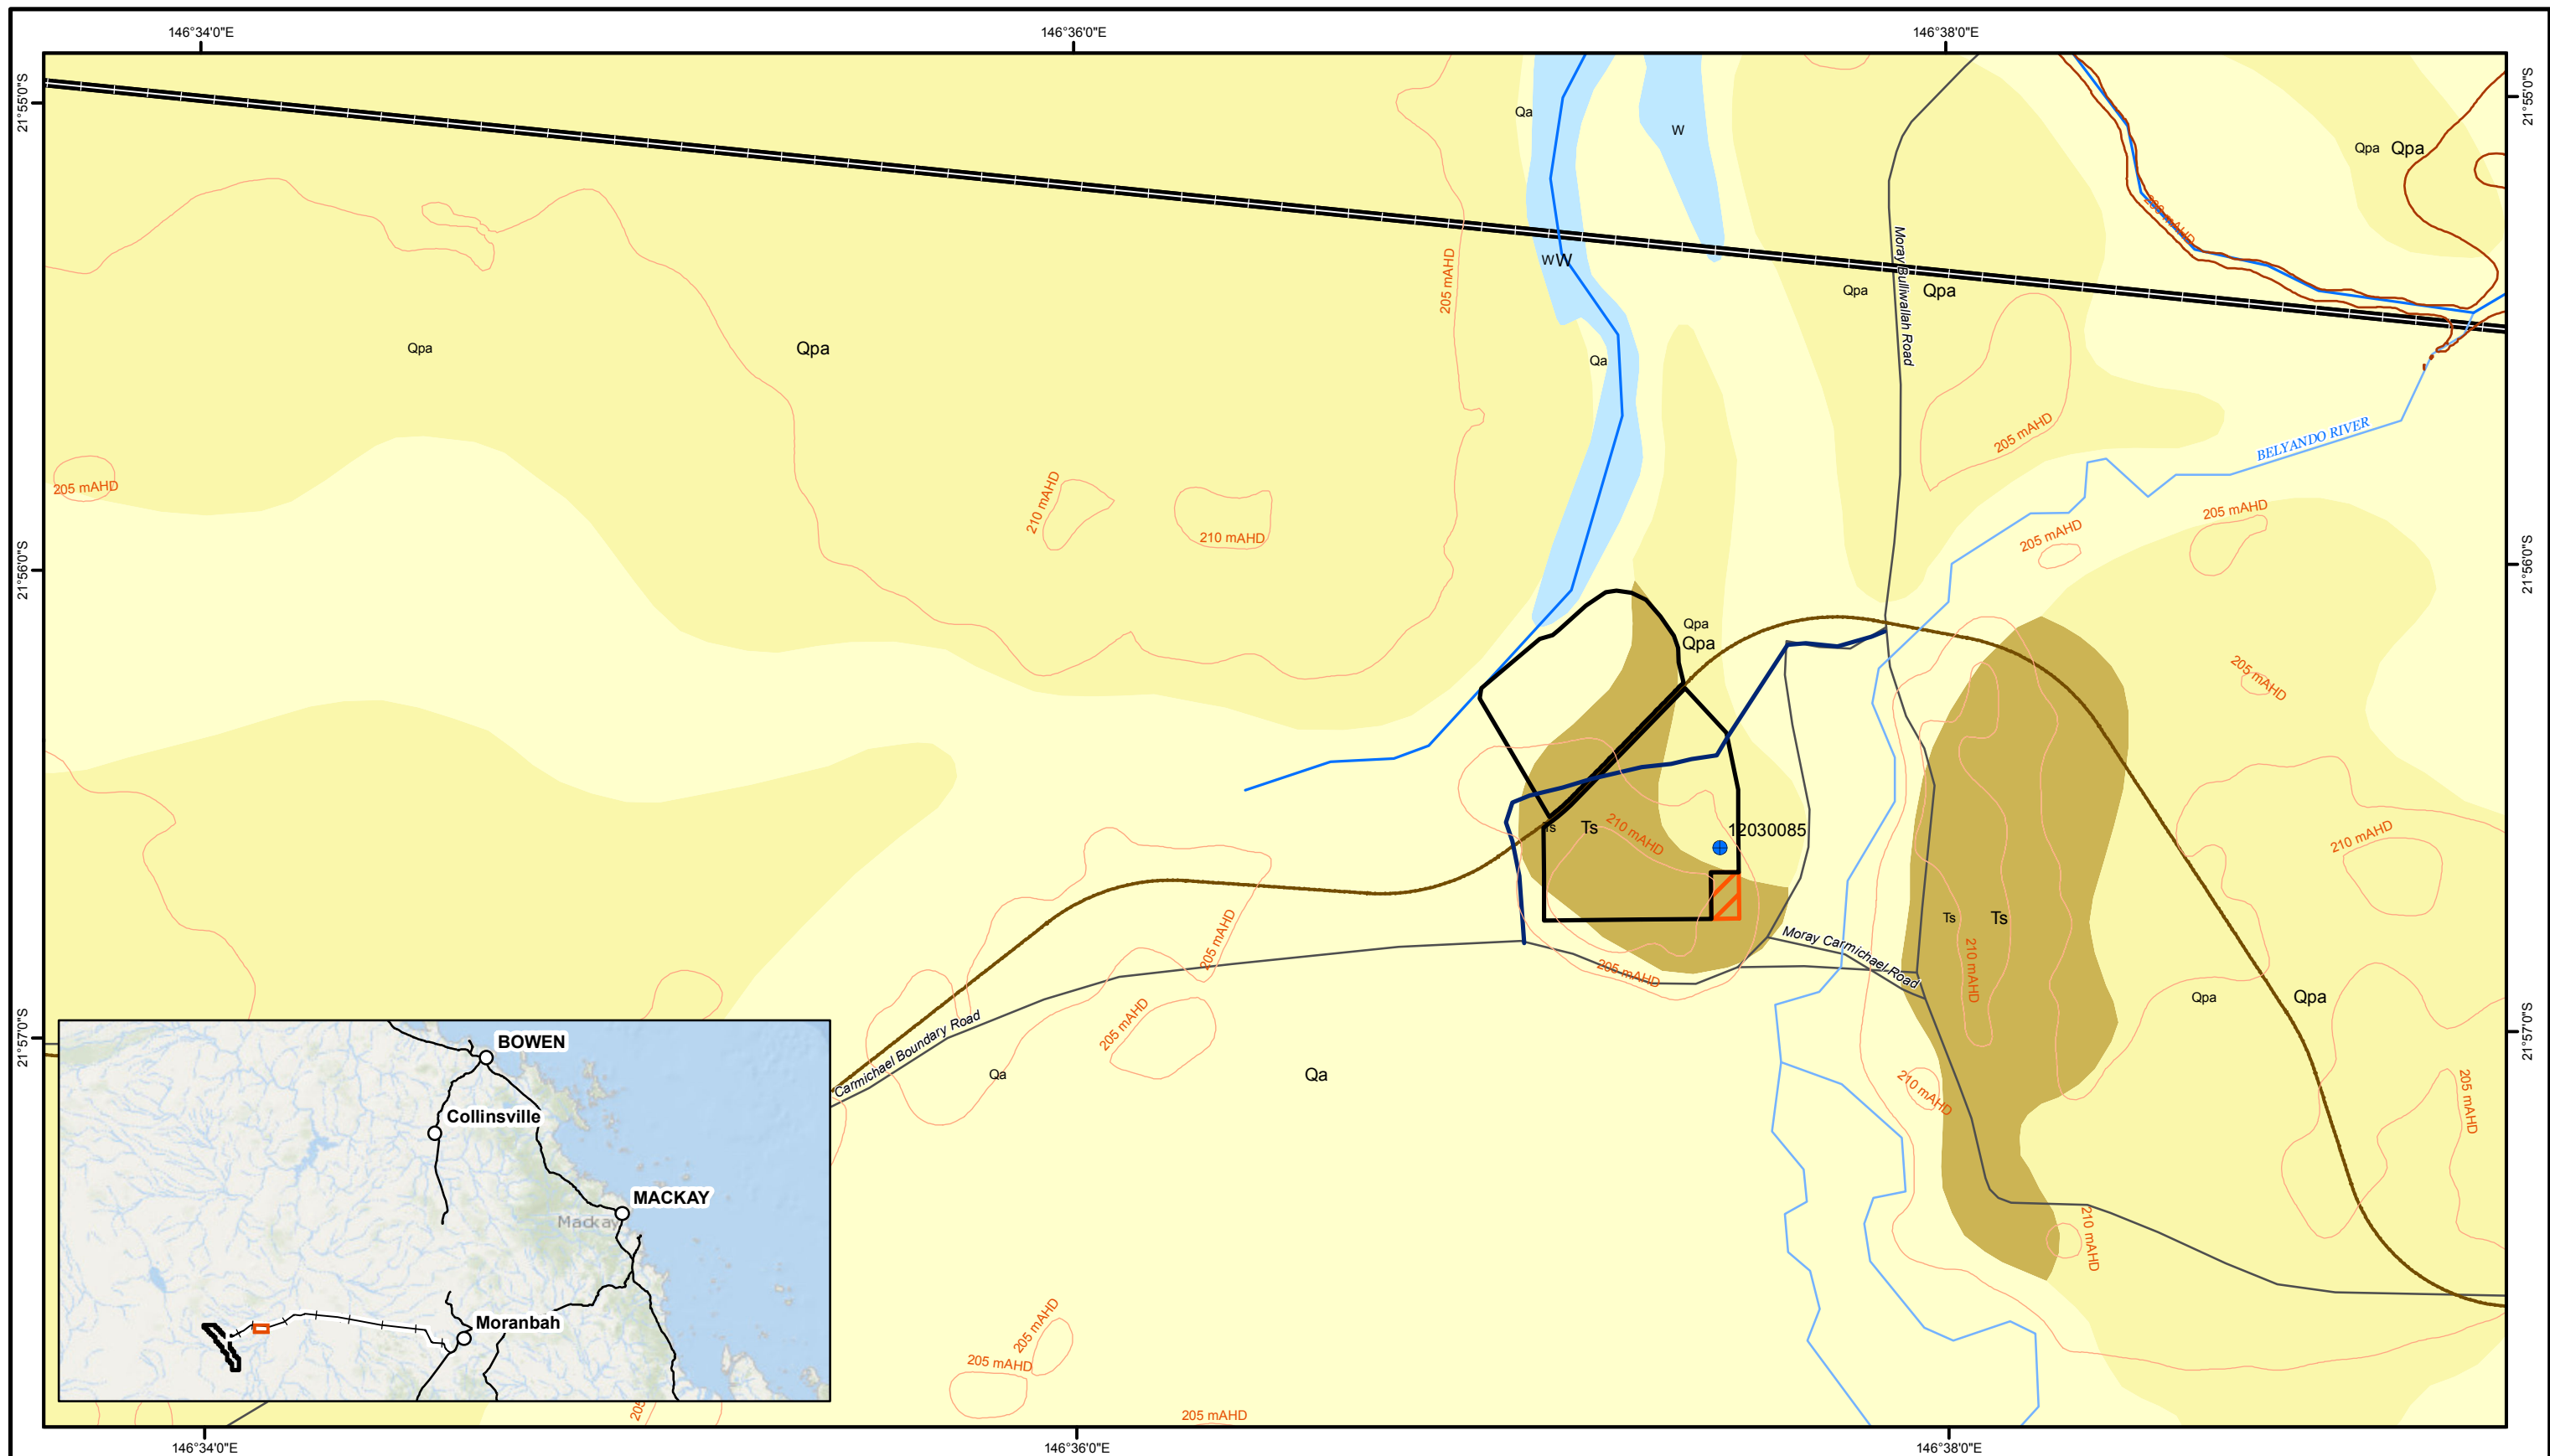 146°34'0"E
146°36'0"E
146°38'0"E
21°55'0"S
21°55'0"S
Qa
W
Qpa
Qpa
200 mAHD
W
W
205 mAHD
Moray Bulliwallah Road
Qpa
Qpa
Qpa
Qpa
Qa
205 mAHD
BELYANDO RIVER
205 mAHD
210 mAHD
210 mAHD
205 mAHD
205 mAHD
21°56'0"S
21°56'0"S
Qpa
Qpa
205 mAHD
Ts
Ts
210 mAHD
12030085
210 mAHD
Ts
Ts
205 mAHD
Moray Carmichael Road
210 mAHD
205 mAHD
Qpa
Qpa
21°57'0"S
21°57'0"S
205 mAHD
Carmichael Boundary Road
Qa
Qa
210 mAHD
205 mAHD
BOWEN
Collinsville
MACKAY
Mackay
Moranbah
210 mAHD
205 mAHD
205 mAHD
205 mAHD
146°34'0"E
146°36'0"E
146°38'0"E